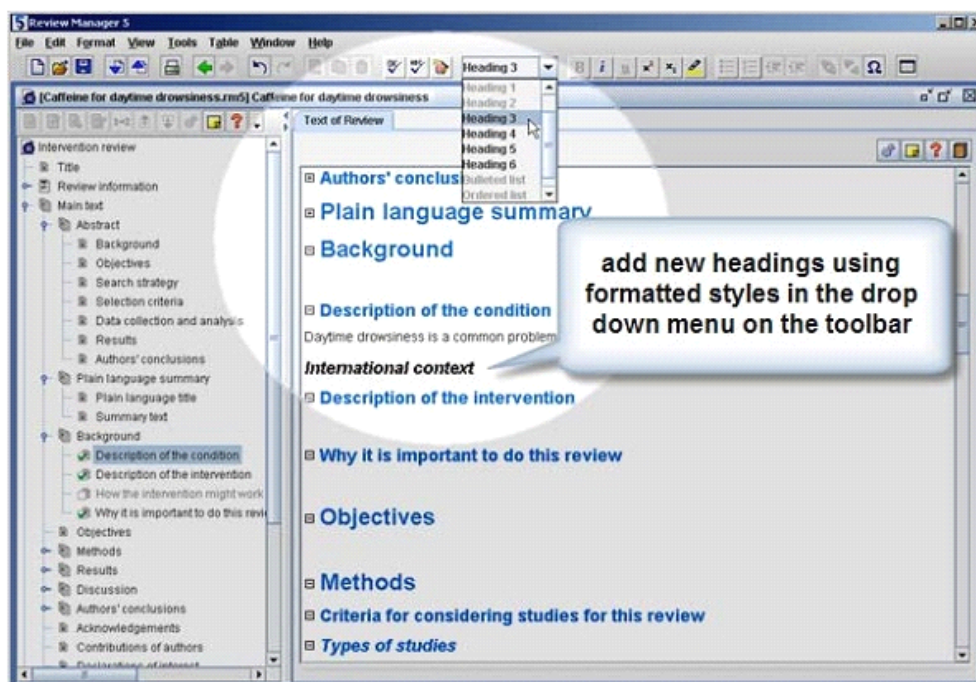 Review Manager 5
File Edit Format View Tools Table Window Help
Heading 3
[Caffeine for daytime drowsiness.rm5] Caffeine for daytime drowsiness
Heading 1
Heading 2
Heading 3
Heading 4
Heading 5
Heading 6
Bulleted list
Ordered list
Intervention review
Title
Review information
Main text
Abstract
Background
Objectives
Search strategy
Selection criteria
Data collection and analysis
Results
Authors' conclusions
Plain language summary
Plain language title
Summary text
Background
Description of the condition
Description of the intervention
How the intervention might work
Why it is important to do this revi
Objectives
Methods
Results
Discussion
Authors' conclusions
Acknowledgements
Contributions of authors
Declarations of interest
Text of Review
Authors' conclusi
Plain language summary
Background
Description of the condition
Daytime drowsiness is a common problem
International context
Description of the intervention
Why it is important to do this review
Objectives
Methods
Criteria for considering studies for this review
Types of studies
add new headings using
formatted styles in the drop
down menu on the toolbar